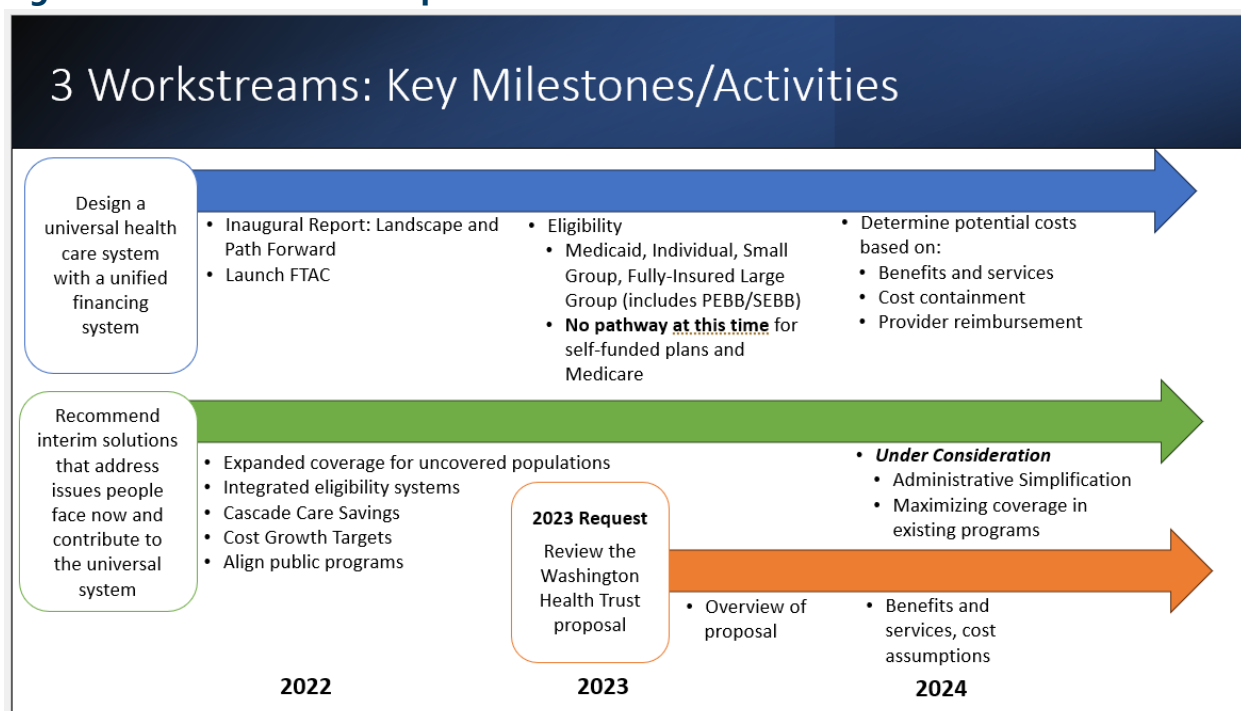 3 Workstreams: Key Milestones/Activities
Design a
universal health
care system
with a unified
financing
system
• Inaugural Report: Landscape and
Path Forward
• Launch FTAC
• Eligibility
• Medicaid, Individual, Small
Group, Fully-Insured Large
Group (includes PEBB/SEBB)
• No pathway at this time for
self-funded plans and
Medicare
• Determine potential costs
based on:
• Benefits and services
• Cost containment
• Provider reimbursement
Recommend
interim solutions
that address
issues people
face now and
contribute to
the universal
system
• Expanded coverage for uncovered populations
• Integrated eligibility systems
• Cascade Care Savings
• Cost Growth Targets
• Align public programs
• Under Consideration
• Administrative Simplification
• Maximizing coverage in
existing programs
2023 Request
Review the
Washington
Health Trust
proposal
• Overview of
proposal
• Benefits and
services, cost
assumptions
2022
2023
2024